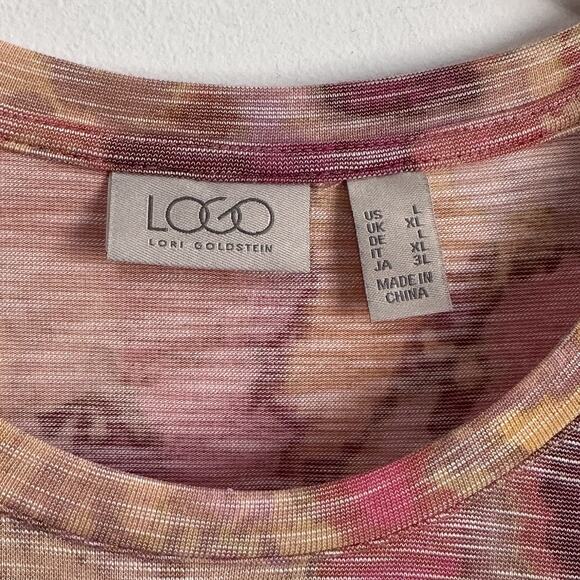 LOGO
LORI GOLDSTEIN
US L
UK XL
DE L
IT XL
JA 3L
MADE IN
CHINA